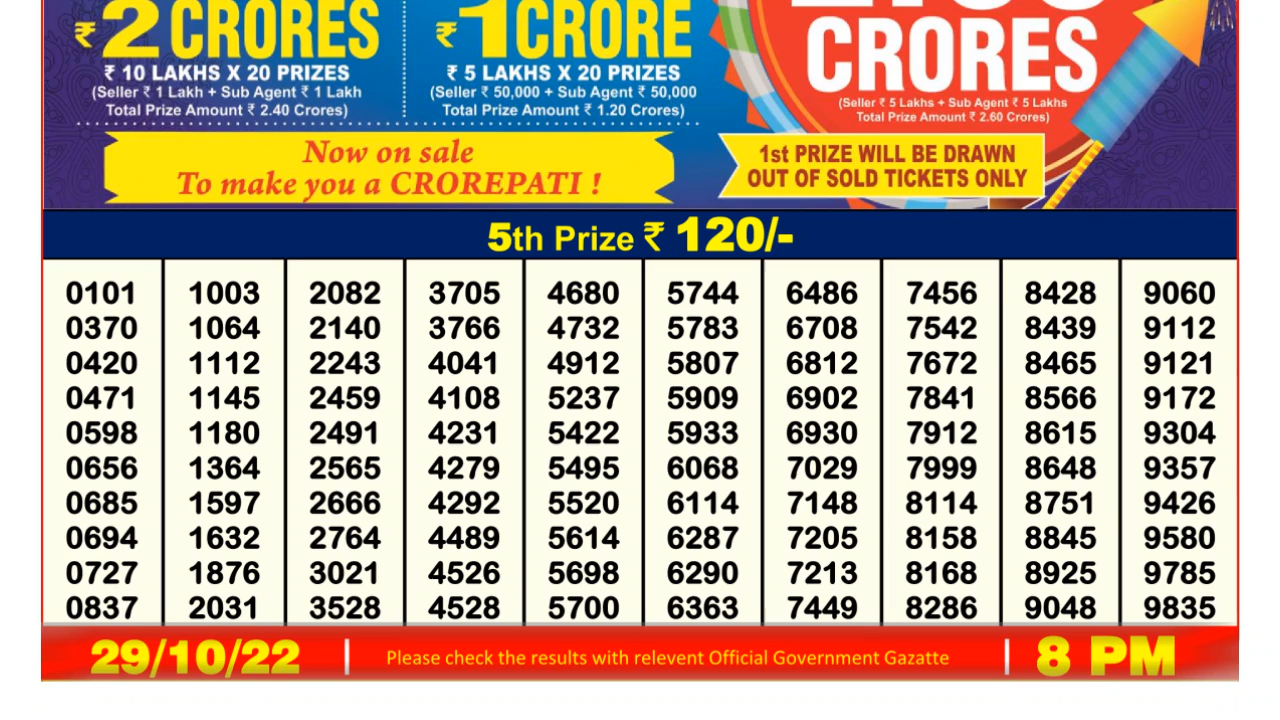 ₹ 2 CRORES
₹ 10 LAKHS X 20 PRIZES
(Seller ₹ 1 Lakh + Sub Agent ₹ 1 Lakh
Total Prize Amount ₹ 2.40 Crores)
₹ 1 CRORE
₹ 5 LAKHS X 20 PRIZES
(Seller ₹ 50,000 + Sub Agent ₹ 50,000
Total Prize Amount ₹ 1.20 Crores)
CRORES
(Seller ₹ 5 Lakhs + Sub Agent ₹ 5 Lakhs
Total Prize Amount ₹ 2.60 Crores)
Now on sale
To make you a CROREPATI !
1st PRIZE WILL BE DRAWN
OUT OF SOLD TICKETS ONLY
5th Prize ₹ 120/-
0101 1003 2082 3705 4680 5744 6486 7456 8428 9060
0370 1064 2140 3766 4732 5783 6708 7542 8439 9112
0420 1112 2243 4041 4912 5807 6812 7672 8465 9121
0471 1145 2459 4108 5237 5909 6902 7841 8566 9172
0598 1180 2491 4231 5422 5933 6930 7912 8615 9304
0656 1364 2565 4279 5495 6068 7029 7999 8648 9357
0685 1597 2666 4292 5520 6114 7148 8114 8751 9426
0694 1632 2764 4489 5614 6287 7205 8158 8845 9580
0727 1876 3021 4526 5698 6290 7213 8168 8925 9785
0837 2031 3528 4528 5700 6363 7449 8286 9048 9835
29/10/22 | Please check the results with relevent Official Government Gazatte | 8 PM